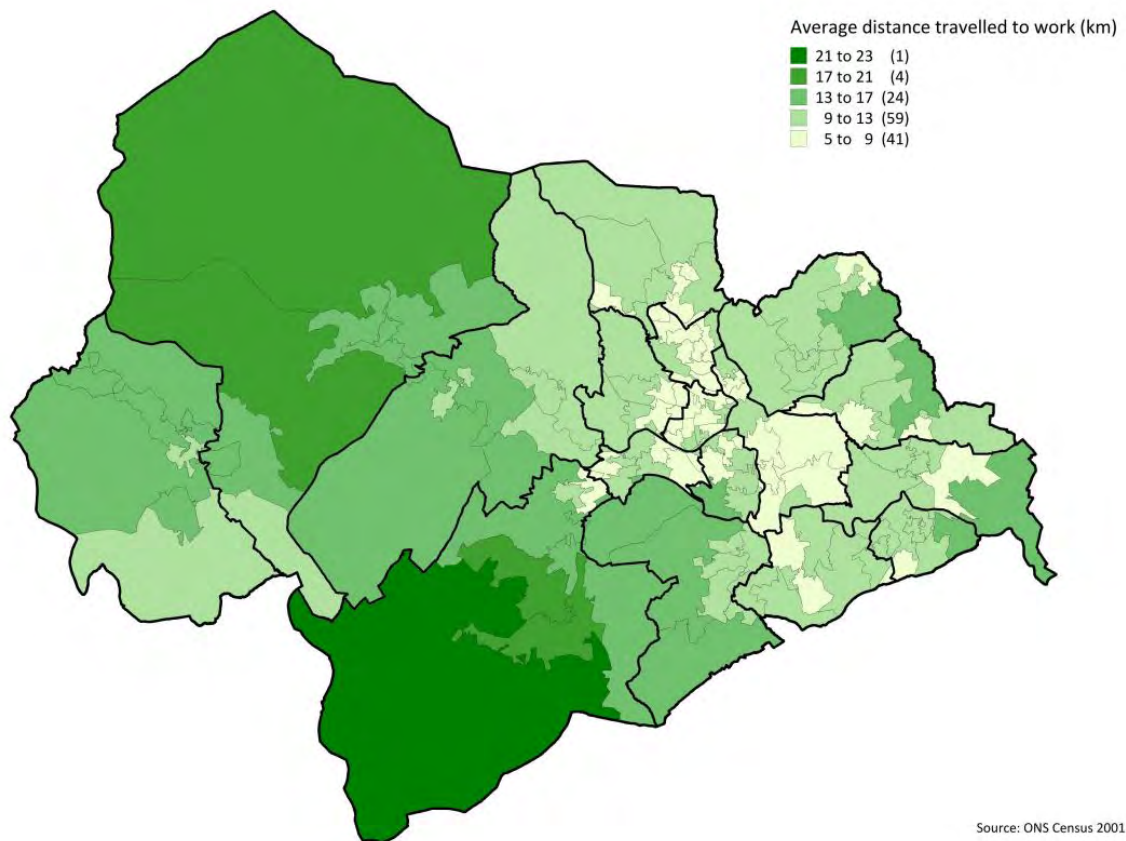 Average distance travelled to work (km)
21 to 23 (1)
17 to 21 (4)
13 to 17 (24)
9 to 13 (59)
5 to 9 (41)
Source: ONS Census 2001